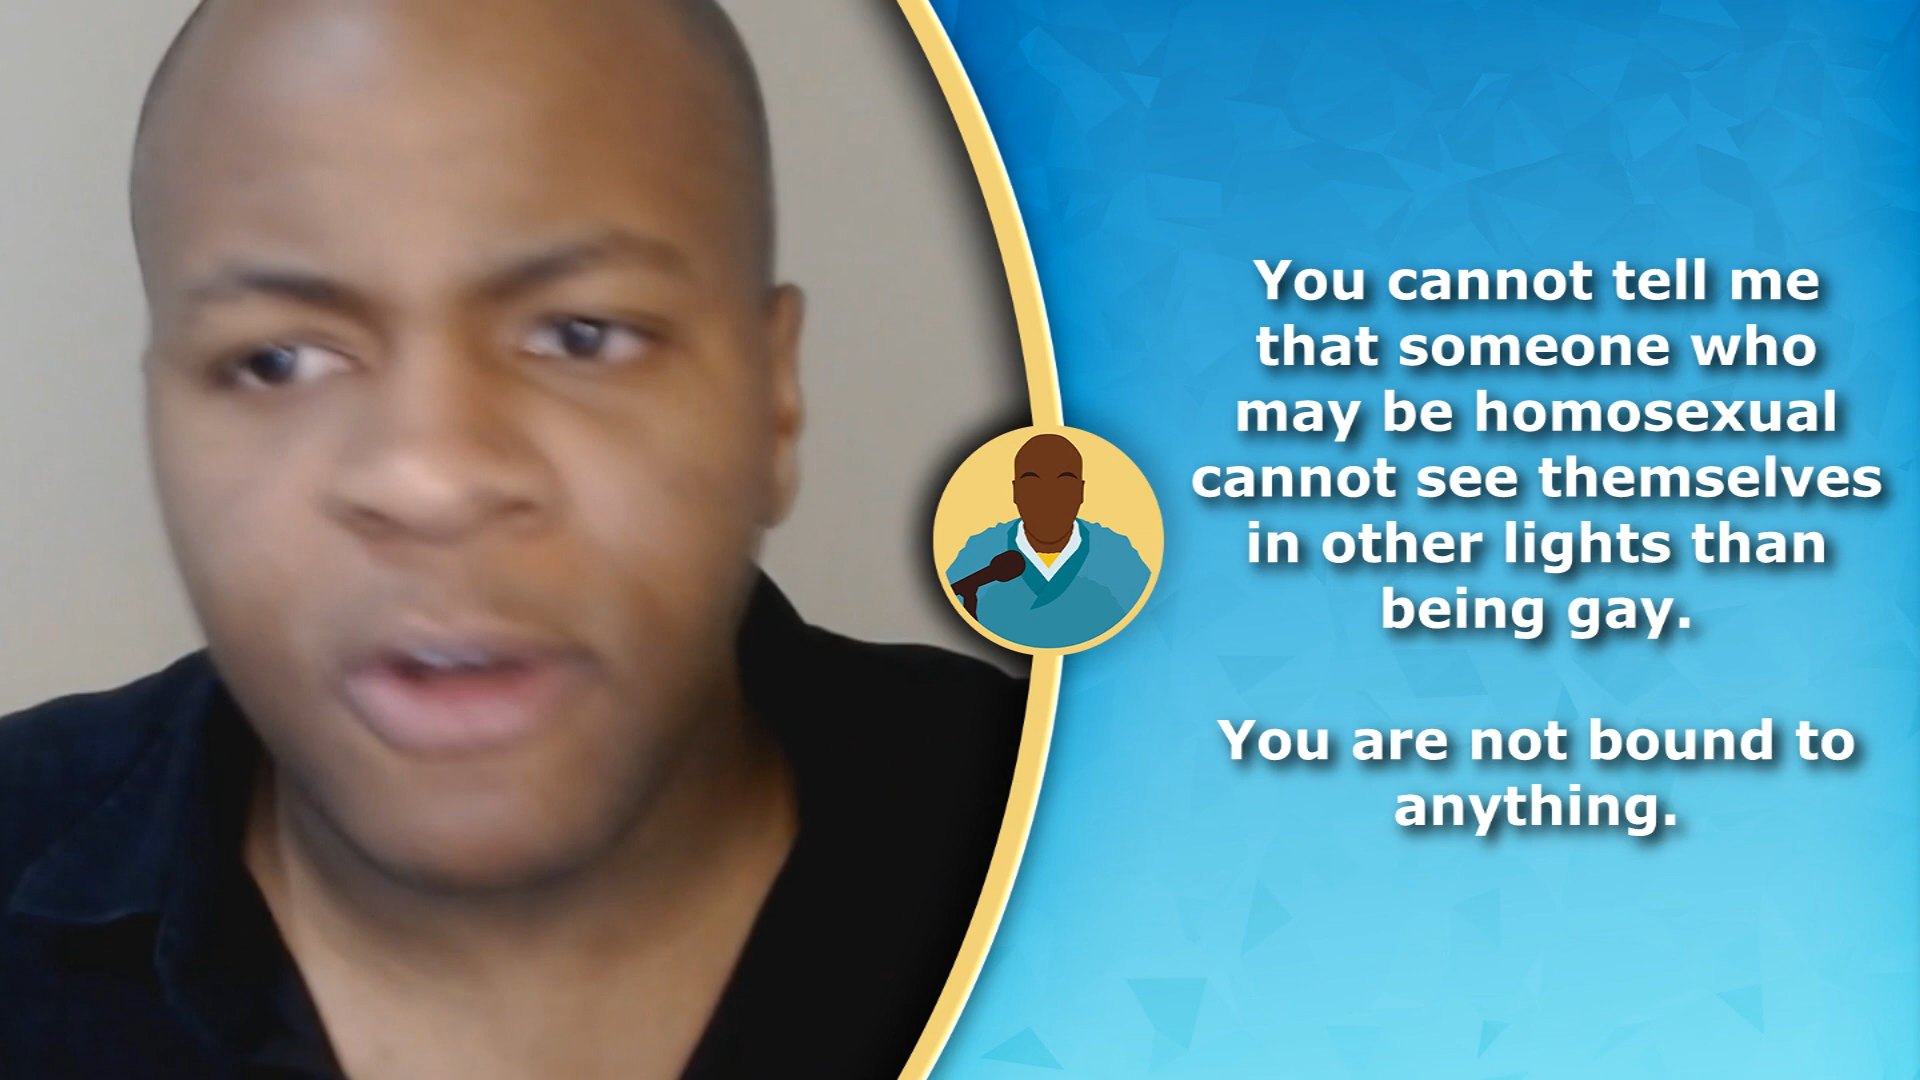 You cannot tell me
that someone who
may be homosexual
cannot see themselves
in other lights than
being gay.
You are not bound to
anything.